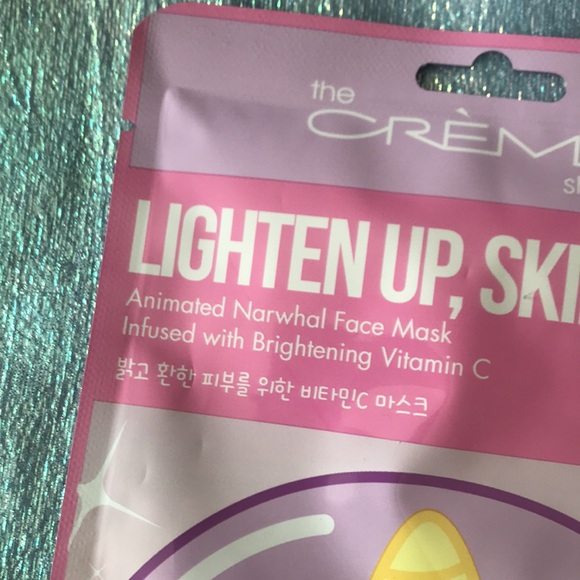 the
CRÈM
LIGHTEN UP, SKI
Animated Narwhal Face Mask
Infused with Brightening Vitamin C
밝고 환한 피부를 위한 비타민C 마스크